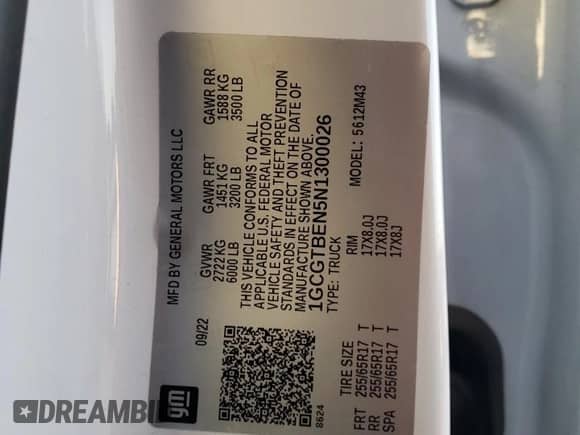 MFD BY GENERAL MOTORS LLC
09/22
GVWR GAWR FRT GAWR RR
2722 KG 1451 KG 1588 KG
6000 LB 3200 LB 3500 LB
THIS VEHICLE CONFORMS TO ALL
APPLICABLE U.S. FEDERAL MOTOR
VEHICLE SAFETY AND THEFT PREVENTION
STANDARDS IN EFFECT ON THE DATE OF
MANUFACTURE SHOWN ABOVE.
1GCGTBEN5N1300026
TYPE: TRUCK MODEL: 5612M43
gm
8624
TIRE SIZE RIM
FRT 255/65R17 T 17X8.0J
RR 255/65R17 T 17X8.0J
SPA 255/65R17 T 17X8J
DREAMBI